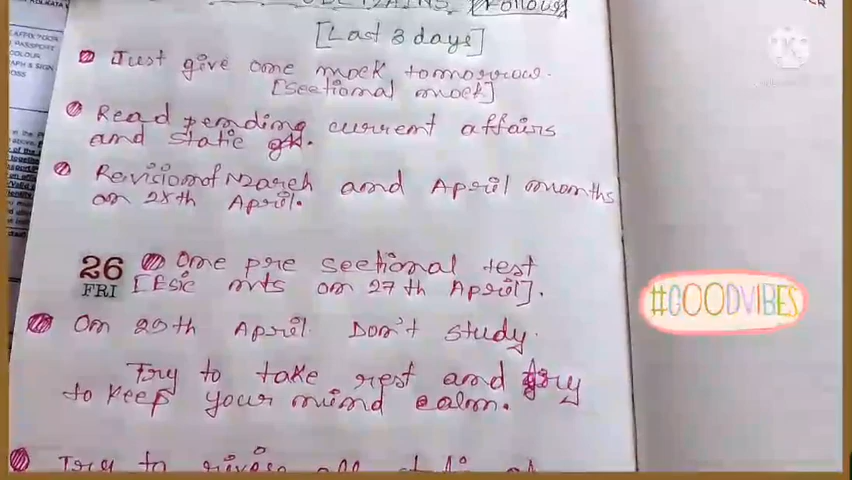 [Last 3 days]
Just give one mock tomorrow.
[Sectional mock]
Read pending current affairs
and static gk.
Revision of March and April months
on 28th April.
26
FRI
One pre sectional test
[Esic mts on 27th April].
On 29th April Don't study.
Try to take rest and try
to keep your mind calm.
Try to
#GOODVIBES